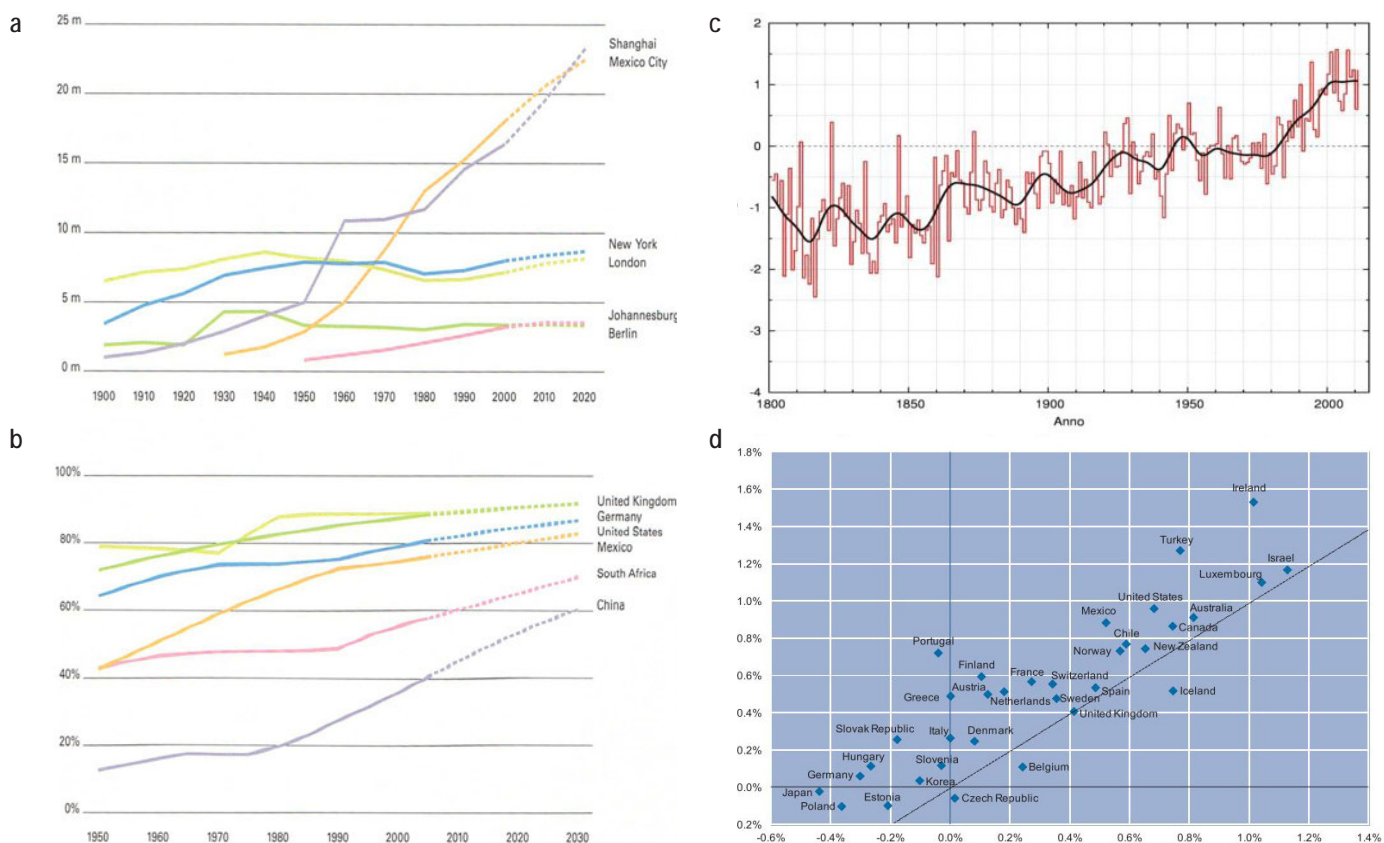 a
25 m
20 m
15 m
10 m
5 m
0 m
Shanghai
Mexico City
New York
London
Johannesburg
Berlin
1900 1910 1920 1930 1940 1950 1960 1970 1980 1990 2000 2010 2020
b
100%
80%
60%
40%
20%
0%
United Kingdom
Germany
United States
Mexico
South Africa
China
1950 1960 1970 1980 1990 2000 2010 2020 2030
c
2
1
0
-1
-2
-3
-4
1800 1850 1900 1950 2000
Anno
d
1.8%
1.6%
1.4%
1.2%
1.0%
0.8%
0.6%
0.4%
0.2%
0.0%
0.2%
Ireland
Turkey
Israel
Luxembourg
United States
Mexico
Australia
Canada
Chile
Portugal
Norway
New Zealand
Finland
France
Switzerland
Austria
Greece
Netherlands
Sweden
Spain
Iceland
United Kingdom
Slovak Republic
Italy
Denmark
Hungary
Slovenia
Germany
Korea
Belgium
Japan
Poland
Estonia
Czech Republic
-0.6% -0.4% -0.2% 0.0% 0.2% 0.4% 0.6% 0.8% 1.0% 1.2% 1.4%